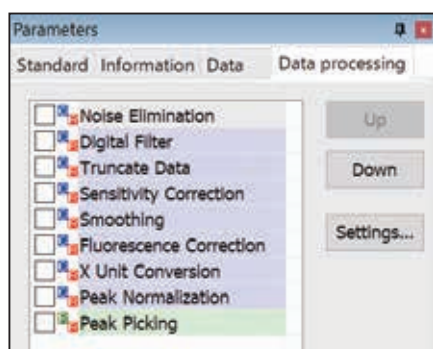 Parameters
Standard Information Data Data processing
Noise Elimination
Digital Filter
Truncate Data
Sensitivity Correction
Smoothing
Fluorescence Correction
X Unit Conversion
Peak Normalization
Peak Picking
Up
Down
Settings...